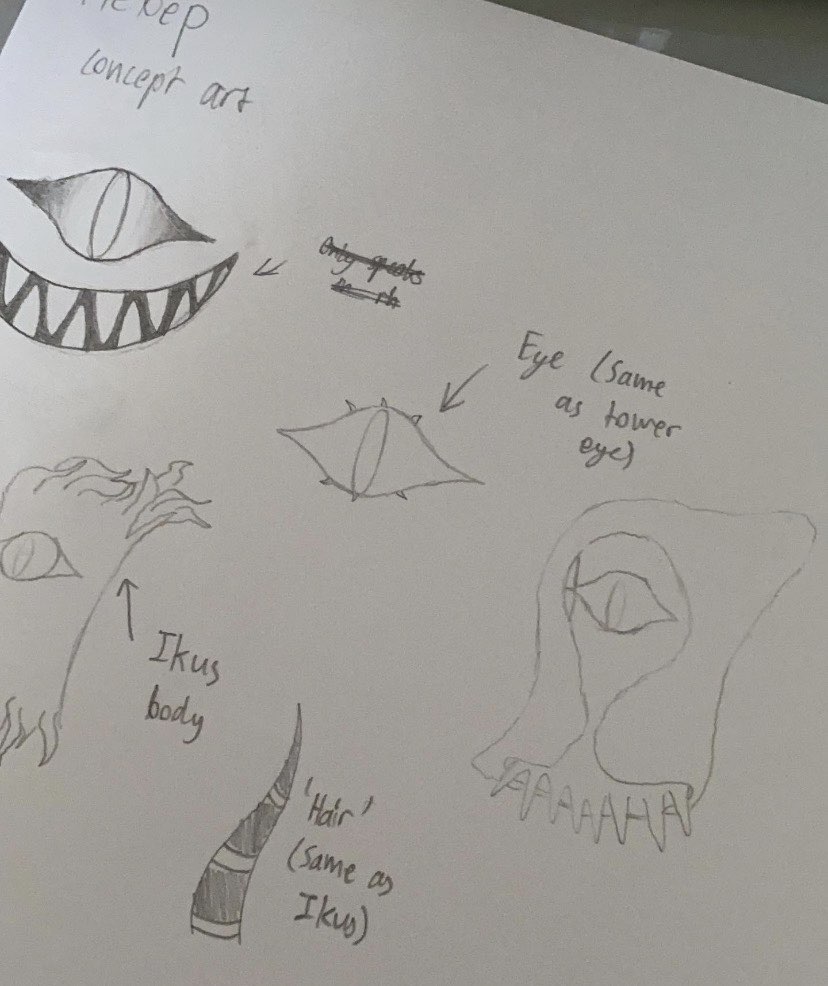 concept art
Eye (Same
as tower
eye)
Ikus
body
'Hair'
(Same as
Ikus)
AAAAAHA